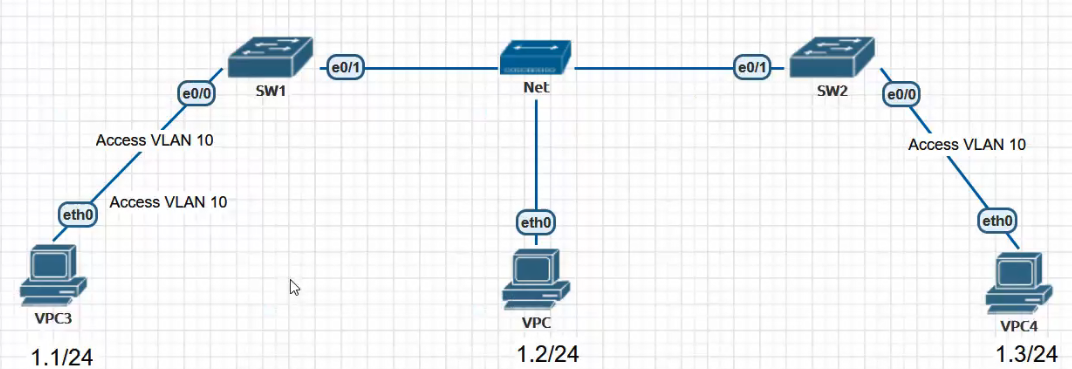 e0/1
e0/1
SW1
Net
SW2
e0/0
e0/0
Access VLAN 10
Access VLAN 10
Access VLAN 10
eth0
eth0
eth0
VPC3
VPC
VPC4
1.1/24
1.2/24
1.3/24